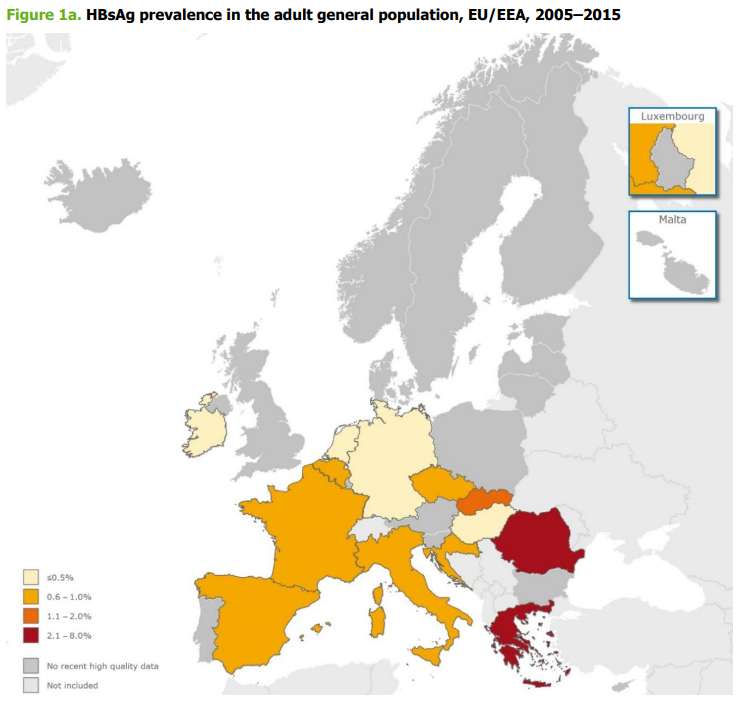 Figure 1a. HBsAg prevalence in the adult general population, EU/EEA, 2005–2015
Luxembourg
Malta
≤0.5%
0.6 – 1.0%
1.1 – 2.0%
2.1 – 8.0%
No recent high quality data
Not included